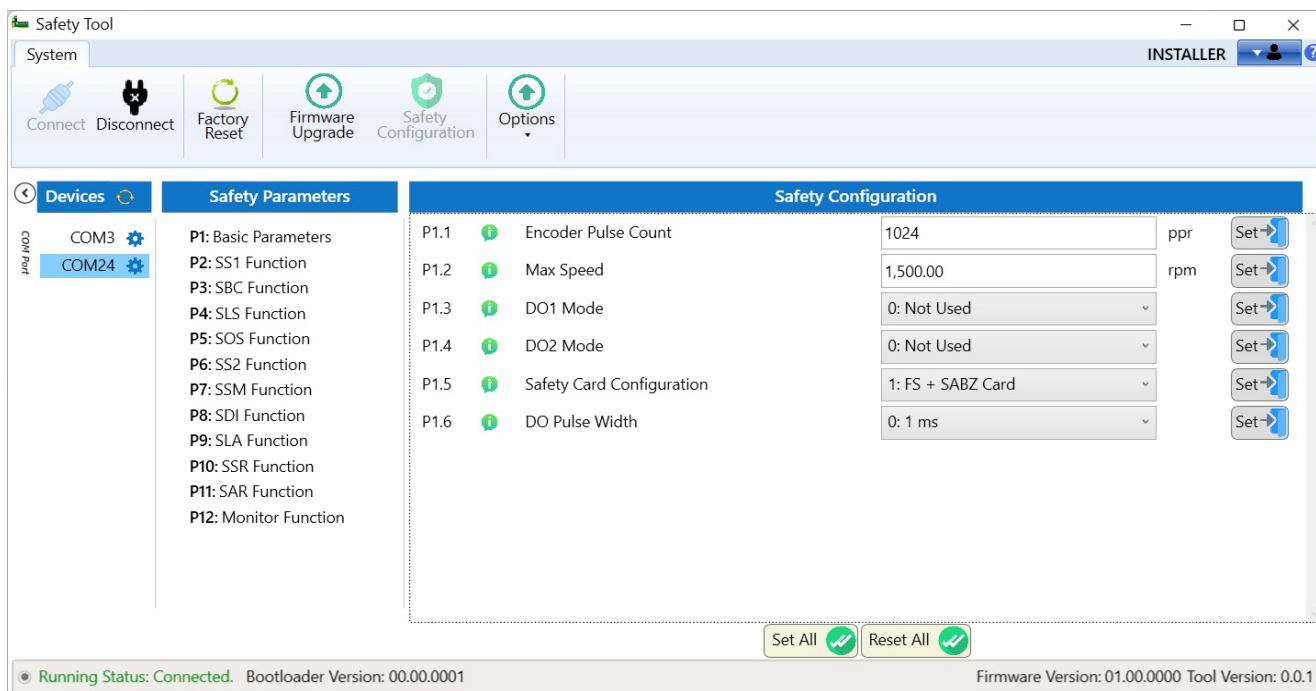 Safety Tool
System
INSTALLER
Connect
Disconnect
Factory
Reset
Firmware
Upgrade
Safety
Configuration
Options
Devices
Safety Parameters
Safety Configuration
COM Port
COM3
COM24
P1: Basic Parameters
P2: SS1 Function
P3: SBC Function
P4: SLS Function
P5: SOS Function
P6: SS2 Function
P7: SSM Function
P8: SDI Function
P9: SLA Function
P10: SSR Function
P11: SAR Function
P12: Monitor Function
P1.1 Encoder Pulse Count 1024 ppr Set
P1.2 Max Speed 1,500.00 rpm Set
P1.3 DO1 Mode 0: Not Used Set
P1.4 DO2 Mode 0: Not Used Set
P1.5 Safety Card Configuration 1: FS + SABZ Card Set
P1.6 DO Pulse Width 0: 1 ms Set
Set All
Reset All
Running Status: Connected. Bootloader Version: 00.00.0001
Firmware Version: 01.00.0000 Tool Version: 0.0.1